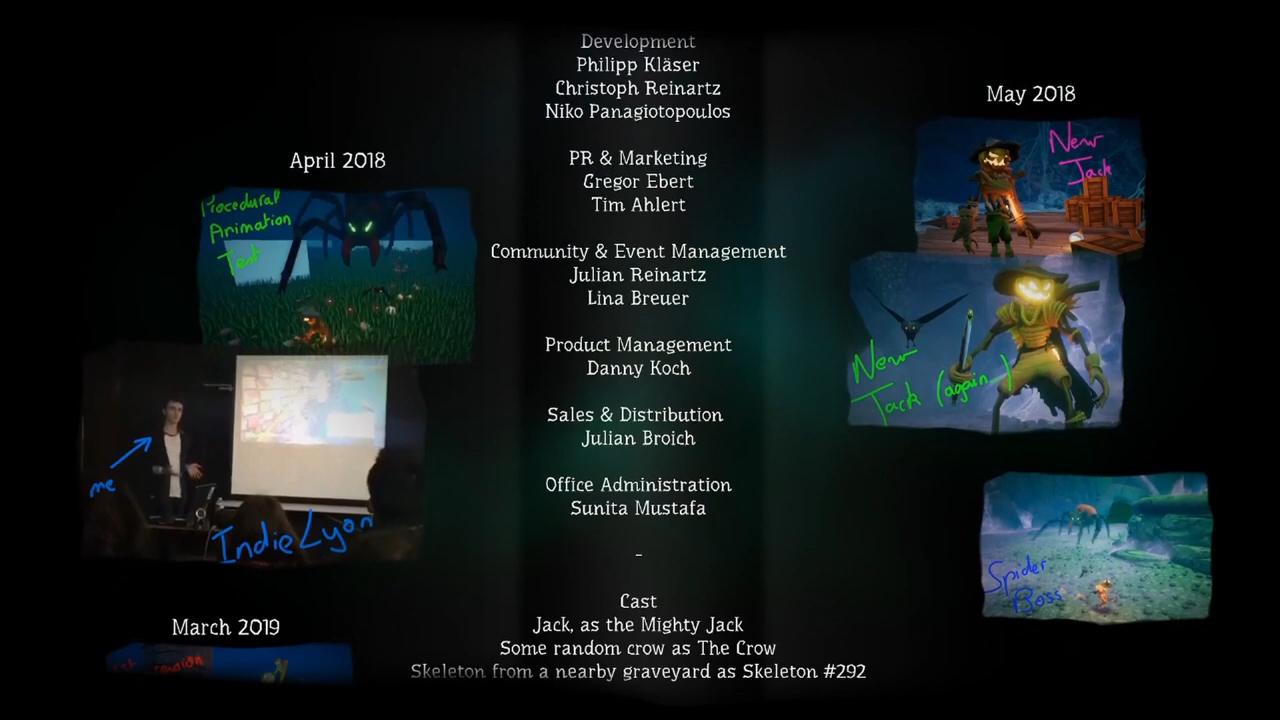 Development
Philipp Kläser
Christoph Reinartz
Niko Panagiotopoulos
PR & Marketing
Gregor Ebert
Tim Ahlert
Community & Event Management
Julian Reinartz
Lina Breuer
Product Management
Danny Koch
Sales & Distribution
Julian Broich
Office Administration
Sunita Mustafa
-
Cast
Jack, as the Mighty Jack
Some random crow as The Crow
Skeleton from a nearby graveyard as Skeleton #292
April 2018
Procedural
Animation
Test
me
IndieLyon
March 2019
May 2018
New
Jack
New
Jack (again)
Spider
Boss